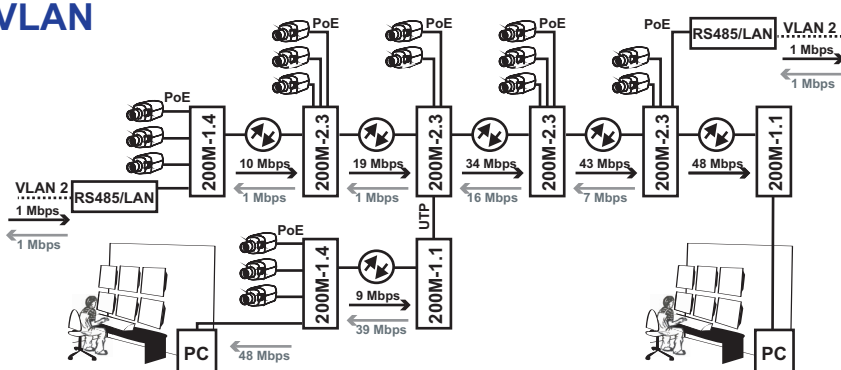 VLAN
PoE
PoE
PoE
PoE
RS485/LAN
VLAN 2
1 Mbps
1 Mbps
PoE
200M-1.4
200M-2.3
200M-2.3
200M-2.3
200M-2.3
200M-1.1
10 Mbps
19 Mbps
34 Mbps
43 Mbps
48 Mbps
1 Mbps
1 Mbps
16 Mbps
7 Mbps
VLAN 2
RS485/LAN
1 Mbps
1 Mbps
UTP
PoE
200M-1.4
200M-1.1
9 Mbps
39 Mbps
48 Mbps
PC
PC